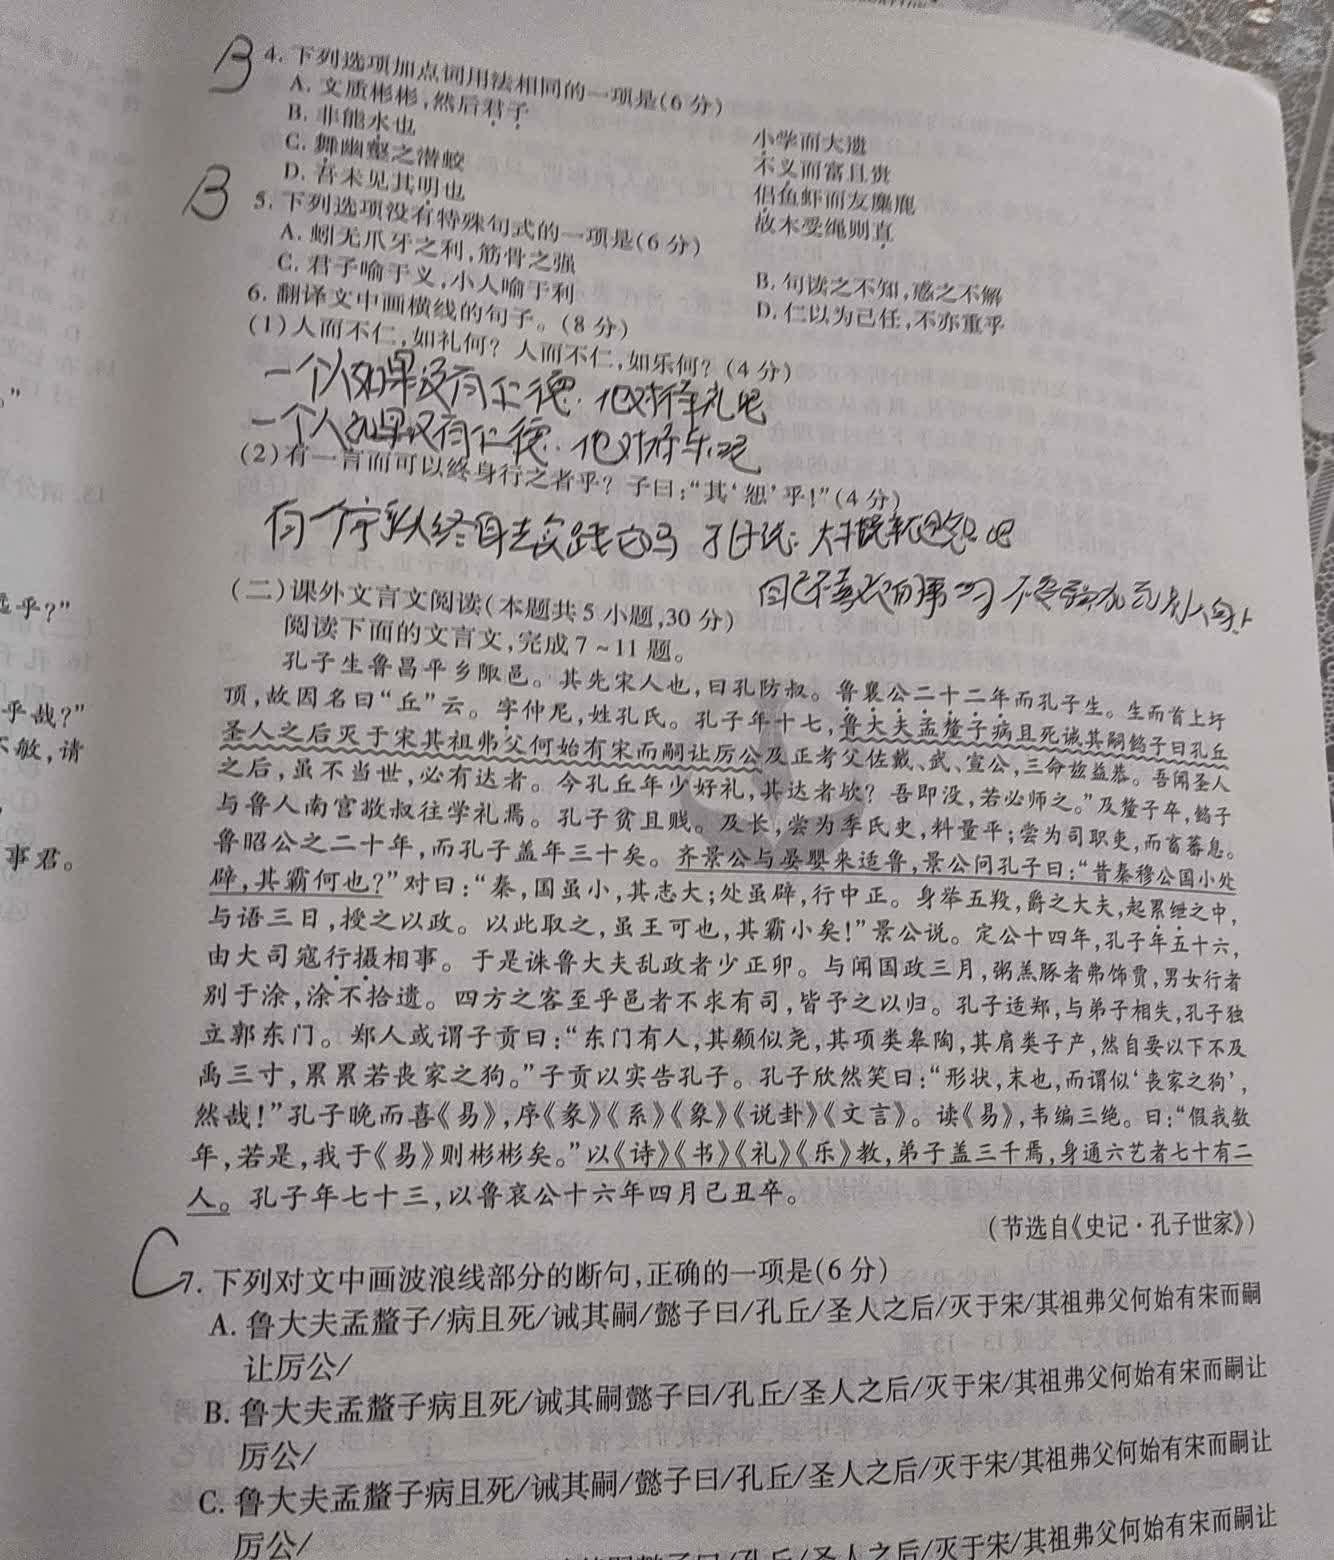 B
4. 下列选项加点词用法相同的一项是(6分)
A. 文质彬彬,然后君子
小学而大遗
B. 非能水也
不义而富且贵
C. 舞幽壑之潜蛟
侣鱼虾而友麋鹿
D. 吾未见其明也
故木受绳则直
B
5. 下列选项没有特殊句式的一项是(6分)
A. 蚓无爪牙之利,筋骨之强
B. 句读之不知,惑之不解
C. 君子喻于义,小人喻于利
D. 仁以为己任,不亦重乎
6. 翻译文中画横线的句子。(8分)
(1)人而不仁,如礼何?人而不仁,如乐何?(4分)
一个人如果没有仁德.他对待礼呢
一个人如果没有仁德.他对待乐呢
(2)有一言而可以终身行之者乎?子曰:“其‘恕’乎!”(4分)
有一个字可以终身去实践它吗 孔子说:大概就是恕吧
(二)课外文言文阅读(本题共5小题,30分)
阅读下面的文言文,完成7~11题。
孔子生鲁昌平乡陬邑。其先宋人也,曰孔防叔。鲁襄公二十二年而孔子生。生而首上圩
顶,故因名曰“丘”云。字仲尼,姓孔氏。孔子年十七,鲁大夫孟釐子病且死诫其嗣懿子曰孔丘
圣人之后灭于宋其祖弗父何始有宋而嗣让厉公及正考父佐戴、武、宣公,三命兹益恭。吾闻圣人
之后,虽不当世,必有达者。今孔丘年少好礼,其达者欤?吾即没,若必师之。”及釐子卒,懿子
与鲁人南宫敬叔往学礼焉。孔子贫且贱。及长,尝为季氏史,料量平;尝为司职吏,而畜蕃息。
鲁昭公之二十年,而孔子盖年三十矣。齐景公与晏婴来适鲁,景公问孔子曰:“昔秦穆公国小处
辟,其霸何也?”对曰:“秦,国虽小,其志大;处虽辟,行中正。身举五羖,爵之大夫,起累绁之中,
与语三日,授之以政。以此取之,虽王可也,其霸小矣!”景公说。定公十四年,孔子年五十六,
由大司寇行摄相事。于是诛鲁大夫乱政者少正卯。与闻国政三月,粥羔豚者弗饰贾,男女行者
别于涂,涂不拾遗。四方之客至乎邑者不求有司,皆予之以归。孔子适郑,与弟子相失,孔子独
立郭东门。郑人或谓子贡曰:“东门有人,其颡似尧,其项类皋陶,其肩类子产,然自要以下不及
禹三寸,累累若丧家之狗。”子贡以实告孔子。孔子欣然笑曰:“形状,末也,而谓似‘丧家之狗’,
然哉!”孔子晚而喜《易》,序《彖》《系》《象》《说卦》《文言》。读《易》,韦编三绝。曰:“假我数
年,若是,我于《易》则彬彬矣。”以《诗》《书》《礼》《乐》教,弟子盖三千焉,身通六艺者七十有二
人。孔子年七十三,以鲁哀公十六年四月己丑卒。
(节选自《史记·孔子世家》)
C
7. 下列对文中画波浪线部分的断句,正确的一项是(6分)
A. 鲁大夫孟釐子/病且死/诫其嗣/懿子曰/孔丘/圣人之后/灭于宋/其祖弗父何始有宋而嗣
让厉公/
B. 鲁大夫孟釐子病且死/诫其嗣懿子曰/孔丘/圣人之后/灭于宋/其祖弗父何始有宋而嗣让
厉公/
C. 鲁大夫孟釐子病且死/诫其嗣/懿子曰/孔丘/圣人之后/灭于宋/其祖弗父何始有宋而嗣让
厉公/
懿子曰/孔丘/圣人之后/灭于宋/其祖弗父何始有宋而嗣让
远乎?”
乎哉?”
不敏,请
事君。